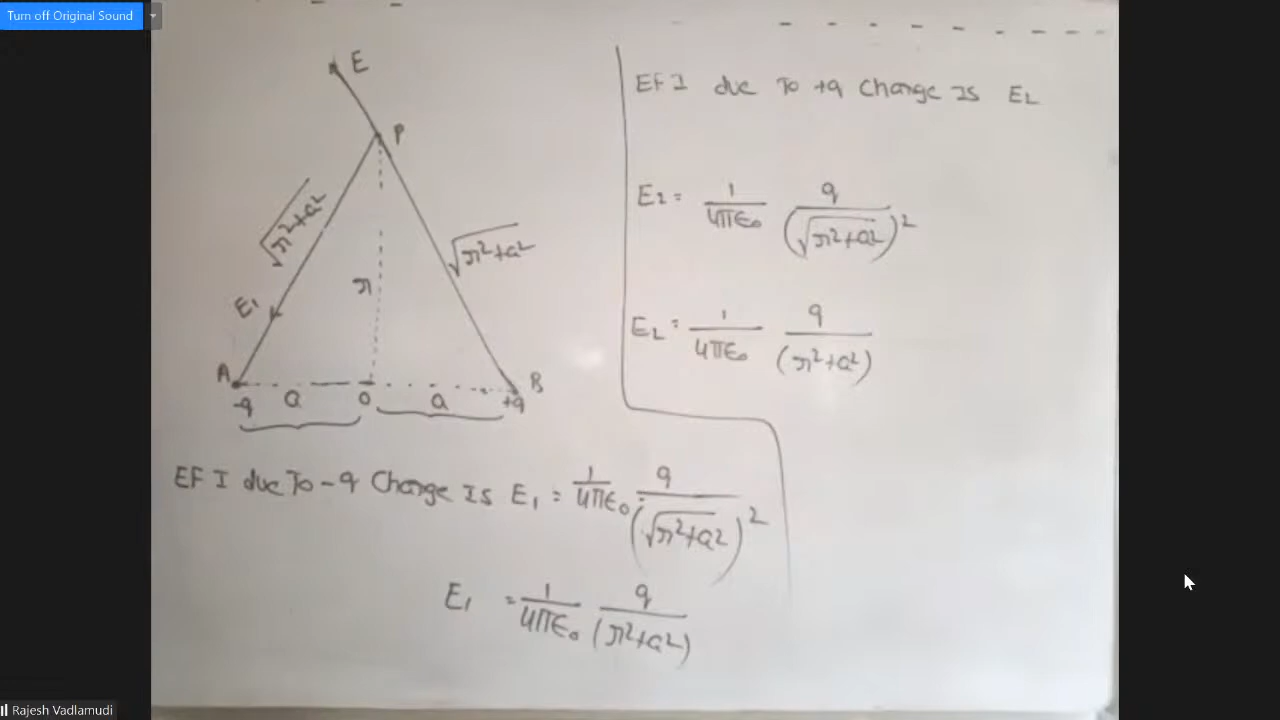 Turn off Original Sound
E
P
√r²+a²
√r²+a²
E₁
r
A
B
-q
a
o
a
+q
EFI due To +q Charge Is E₂
E₂ = 1/4πε₀ q/(√r²+a²)²
E₂ = 1/4πε₀ q/(r²+a²)
EFI due To -q Charge Is E₁ = 1/4πε₀ q/(√r²+a²)²
E₁ = 1/4πε₀ q/(r²+a²)
Rajesh Vadlamudi